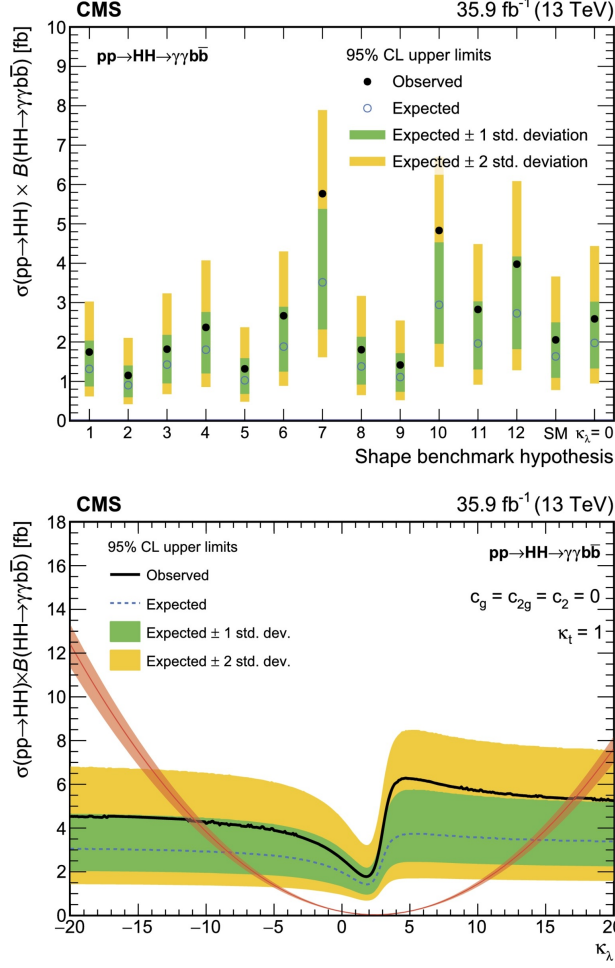 CMS 35.9 fb⁻¹ (13 TeV)
pp→HH→γγbb̅
95% CL upper limits
Observed
Expected
Expected ± 1 std. deviation
Expected ± 2 std. deviation
σ(pp→HH) × B(HH→γγbb̅) [fb]
10
9
8
7
6
5
4
3
2
1
0
1 2 3 4 5 6 7 8 9 10 11 12 SM κλ = 0
Shape benchmark hypothesis
CMS 35.9 fb⁻¹ (13 TeV)
95% CL upper limits
Observed
Expected
Expected ± 1 std. dev.
Expected ± 2 std. dev.
pp→HH→γγbb̅
c_g = c_2g = c_2 = 0
κ_t = 1
σ(pp→HH)×B(HH→γγbb̅) [fb]
18
16
14
12
10
8
6
4
2
0
−20 −15 −10 −5 0 5 10 15 20
κλ